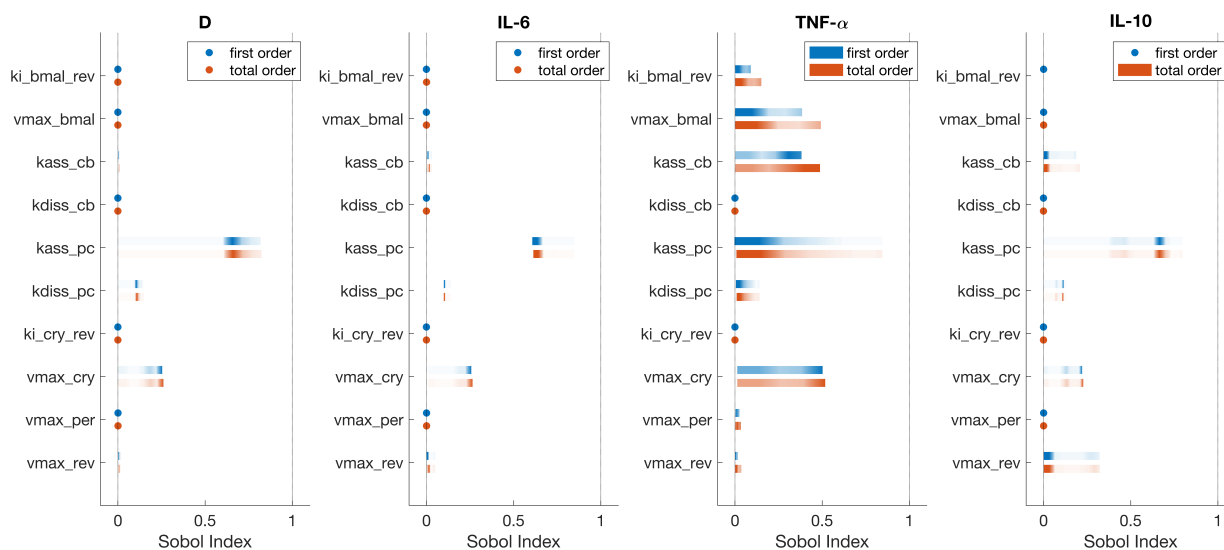 D
first order
total order
ki_bmal_rev
vmax_bmal
kass_cb
kdiss_cb
kass_pc
kdiss_pc
ki_cry_rev
vmax_cry
vmax_per
vmax_rev
0 0.5 1
Sobol Index
IL-6
first order
total order
ki_bmal_rev
vmax_bmal
kass_cb
kdiss_cb
kass_pc
kdiss_pc
ki_cry_rev
vmax_cry
vmax_per
vmax_rev
0 0.5 1
Sobol Index
TNF-α
first order
total order
ki_bmal_rev
vmax_bmal
kass_cb
kdiss_cb
kass_pc
kdiss_pc
ki_cry_rev
vmax_cry
vmax_per
vmax_rev
0 0.5 1
Sobol Index
IL-10
first order
total order
ki_bmal_rev
vmax_bmal
kass_cb
kdiss_cb
kass_pc
kdiss_pc
ki_cry_rev
vmax_cry
vmax_per
vmax_rev
0 0.5 1
Sobol Index